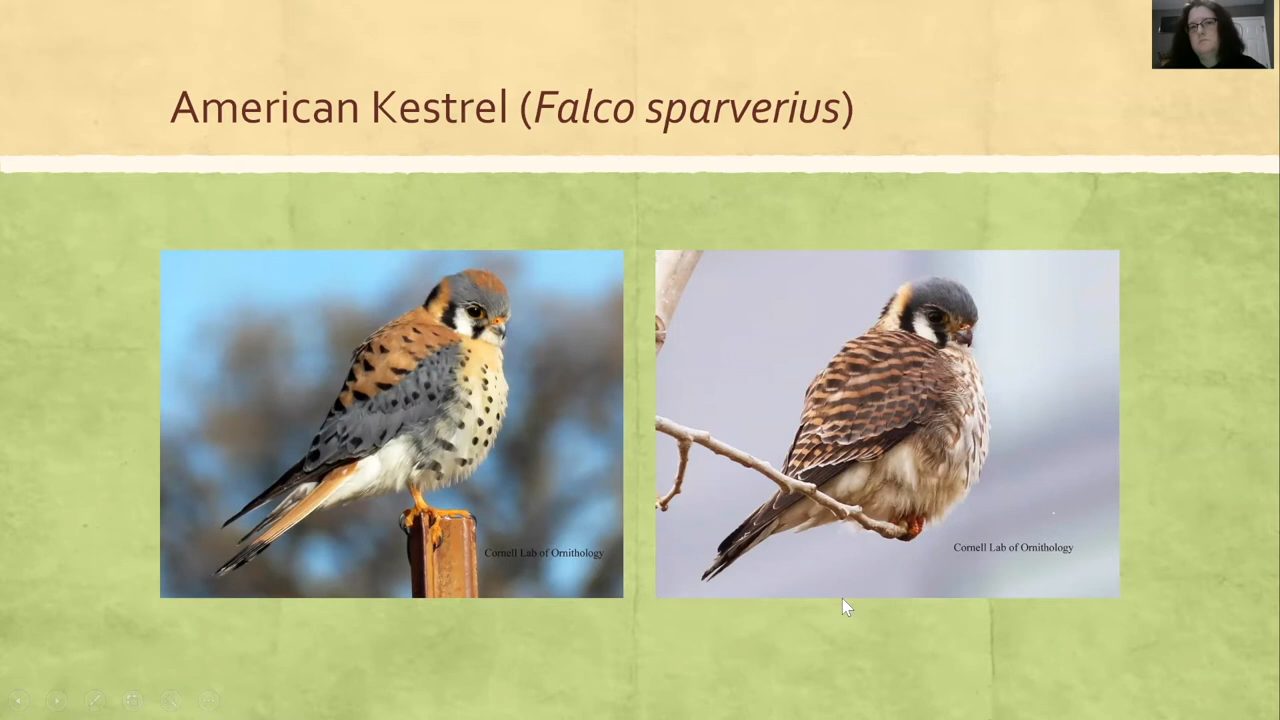 American Kestrel (Falco sparverius)
Cornell Lab of Ornithology
Cornell Lab of Ornithology